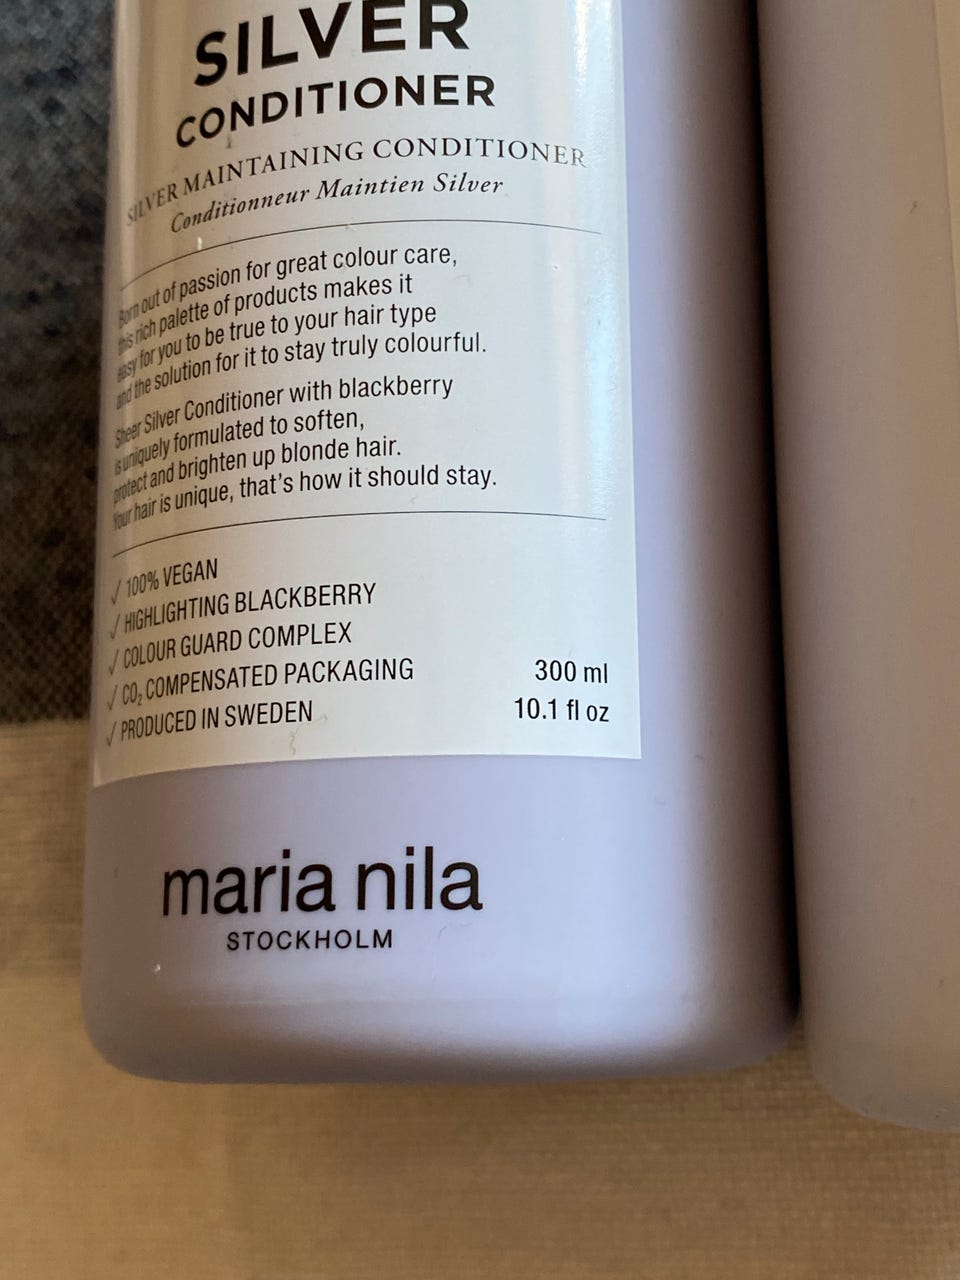 SILVER
CONDITIONER
SILVER MAINTAINING CONDITIONER
Conditionneur Maintien Silver
Born out of passion for great colour care,
this rich palette of products makes it
easy for you to be true to your hair type
and the solution for it to stay truly colourful.
Sheer Silver Conditioner with blackberry
is uniquely formulated to soften,
protect and brighten up blonde hair.
Your hair is unique, that's how it should stay.
✓ 100% VEGAN
✓ HIGHLIGHTING BLACKBERRY
✓ COLOUR GUARD COMPLEX
✓ CO₂ COMPENSATED PACKAGING
✓ PRODUCED IN SWEDEN
300 ml
10.1 fl oz
maria nila
STOCKHOLM